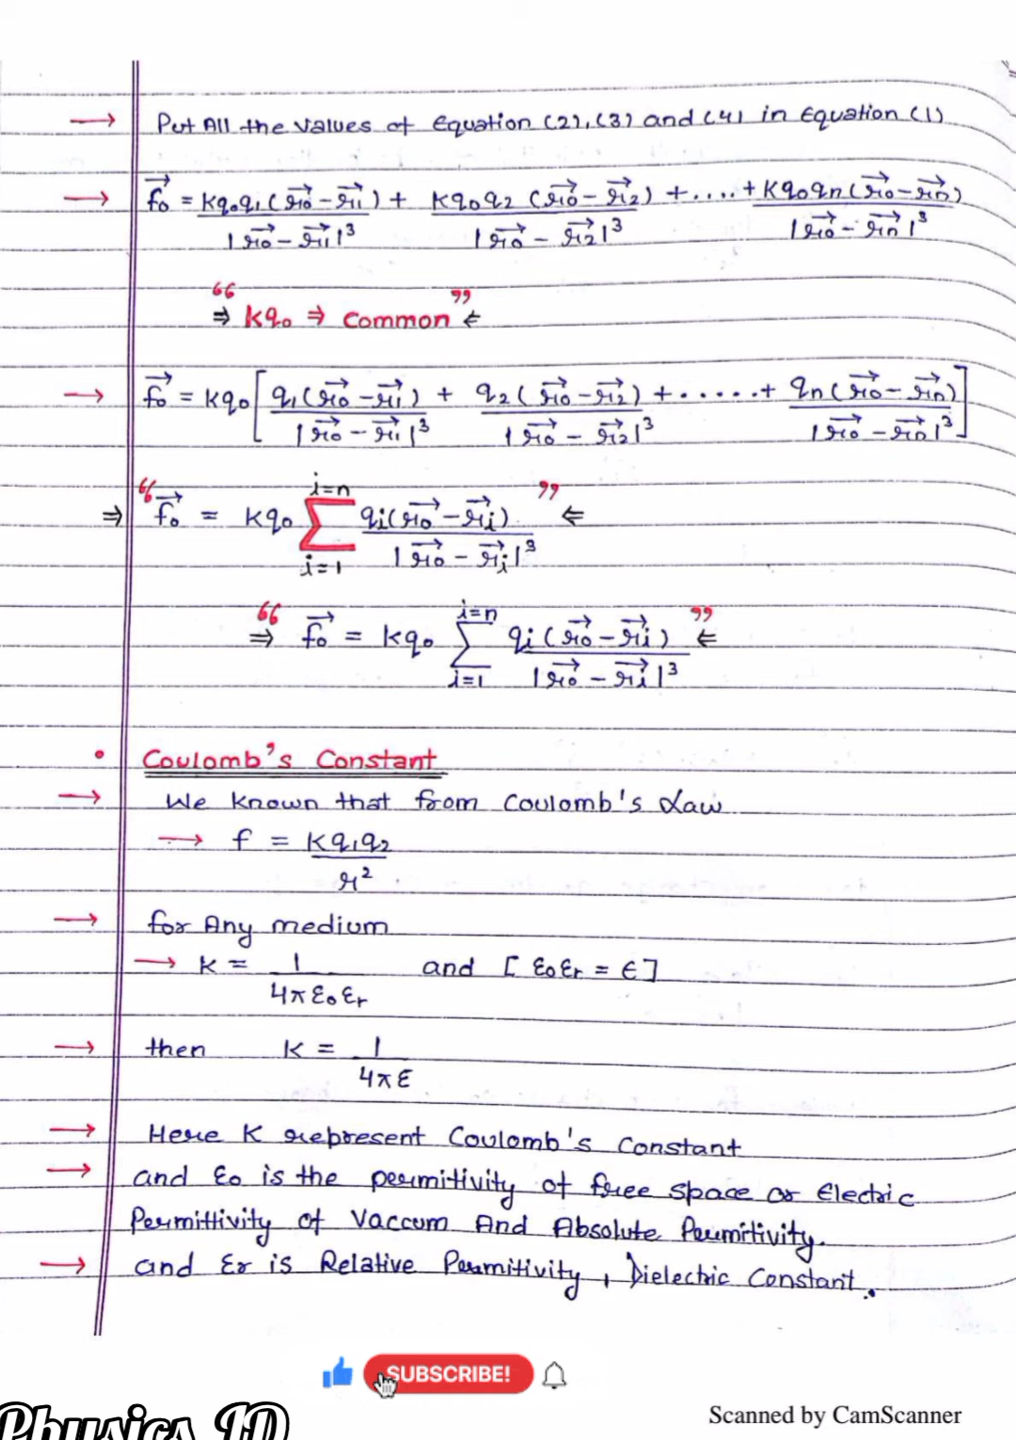 → Put All the values of Equation (2), (3) and (4) in Equation (1)
→ f₀⃗ = kq₀q₁(r₀⃗ − r₁⃗)/|r₀⃗ − r₁⃗|³ + kq₀q₂(r₀⃗ − r₂⃗)/|r₀⃗ − r₂⃗|³ + .... + kq₀qn(r₀⃗ − rn⃗)/|r₀⃗ − rn⃗|³
“⇒ kq₀ ⇒ Common ⇐”
→ f₀⃗ = kq₀[q₁(r₀⃗ − r₁⃗)/|r₀⃗ − r₁⃗|³ + q₂(r₀⃗ − r₂⃗)/|r₀⃗ − r₂⃗|³ + ...... + qn(r₀⃗ − rn⃗)/|r₀⃗ − rn⃗|³]
⇒ “f₀⃗ = kq₀ Σ i=n i=1 qi(r₀⃗ − ri⃗)/|r₀⃗ − ri⃗|³” ⇐
“⇒ f₀⃗ = kq₀ Σ i=n i=1 qi(r₀⃗ − ri⃗)/|r₀⃗ − ri⃗|³ ⇐”
• Coulomb's Constant
→ We known that from Coulomb's Law
→ f = kq₁q₂/r²
→ for Any medium
→ k = 1/4πε₀εr and [ε₀εr = ε]
→ then k = 1/4πε
→ Here K represent Coulomb's Constant
→ and ε₀ is the permitivity of free space or Electric
Permittivity of Vaccum And Absolute Permitivity.
→ and εr is Relative Permitivity, Dielectric Constant.
SUBSCRIBE!
Physics ID
Scanned by CamScanner